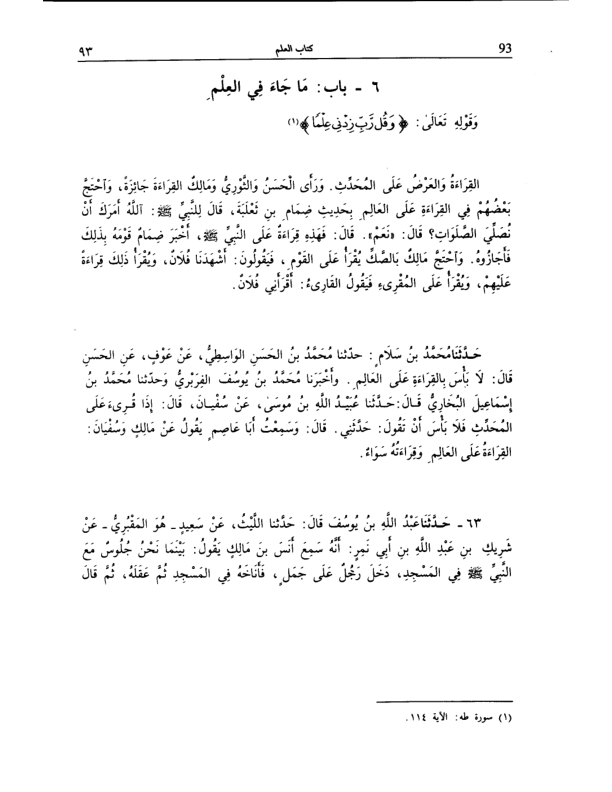 ٩٣ كتاب العلم 93
٦ - باب: مَا جَاءَ فِي العِلْمِ
وَقَوْلِهِ تَعَالَىٰ: ﴿وَقُل رَّبِّ زِدْنِي عِلْمًا﴾(١)
القِرَاءَةُ وَالعَرْضُ عَلَى المُحَدِّثِ. وَرَأَى الْحَسَنُ وَالثَّوْرِيُّ وَمَالِكٌ القِرَاءَةَ جَائِزَةً، وَٱحْتَجَّ
بَعْضُهُمْ فِي القِرَاءَةِ عَلَى العَالِمِ بِحَدِيثِ ضِمَامِ بنِ ثَعْلَبَةَ، قَالَ لِلنَّبِيِّ ﷺ: آللَّهُ أَمَرَكَ أَنْ
نُصَلِّيَ الصَّلَوَاتِ؟ قَالَ: «نَعَمْ». قَالَ: فَهَذِهِ قِرَاءَةٌ عَلَى النَّبِيِّ ﷺ، أَخْبَرَ ضِمَامٌ قَوْمَهُ بِذَلِكَ
فَأَجَازُوهُ. وَٱحْتَجَّ مَالِكٌ بِالصَّكِّ يُقْرَأُ عَلَى القَوْمِ، فَيَقُولُونَ: أَشْهَدَنَا فُلَانٌ، وَيُقْرَأُ ذَلِكَ قِرَاءَةً
عَلَيْهِمْ، وَيُقْرَأُ عَلَى المُقْرِىءِ فَيَقُولُ القَارِىءُ: أَقْرَأَنِي فُلَانٌ.
حَدَّثَنَا مُحَمَّدُ بنُ سَلَامٍ: حدّثنا مُحَمَّدُ بنُ الحَسَنِ الوَاسِطِيُّ، عَنْ عَوْفٍ، عَنِ الحَسَنِ
قَالَ: لَا بَأْسَ بِالقِرَاءَةِ عَلَى العَالِمِ. وأَخْبَرَنا مُحَمَّدُ بنُ يُوسُفَ الفِرَبْرِيُّ وَحدّثنا مُحَمَّدُ بنُ
إِسْمَاعِيلَ البُخَارِيُّ قَالَ: حَدَّثَنَا عُبَيْدُ اللَّهِ بنُ مُوسَىٰ، عَنْ سُفْيَانَ، قَالَ: إِذَا قُرِىءَ عَلَى
المُحَدِّثِ فَلَا بَأْسَ أَنْ تَقُولَ: حَدَّثَنِي. قَالَ: وَسَمِعْتُ أَبَا عَاصِمٍ يَقُولُ عَنْ مَالِكٍ وَسُفْيَانَ:
القِرَاءَةُ عَلَى العَالِمِ وَقِرَاءَتُهُ سَوَاءٌ.
٦٣ - حَدَّثَنَا عَبْدُ اللَّهِ بنُ يُوسُفَ قَالَ: حَدّثنا اللَّيْثُ، عَنْ سَعِيدٍ - هُوَ المَقْبُرِيُّ - عَنْ
شَرِيكِ بنِ عَبْدِ اللَّهِ بنِ أَبي نَمِرٍ: أَنَّهُ سَمِعَ أَنَسَ بنَ مَالِكٍ يَقُولُ: بَيْنَمَا نَحْنُ جُلُوسٌ مَعَ
النَّبِيِّ ﷺ فِي المَسْجِدِ، دَخَلَ رَجُلٌ عَلَى جَمَلٍ، فَأَنَاخَهُ فِي المَسْجِدِ ثُمَّ عَقَلَهُ، ثُمَّ قَالَ
(١) سورة طه: الآية ١١٤.